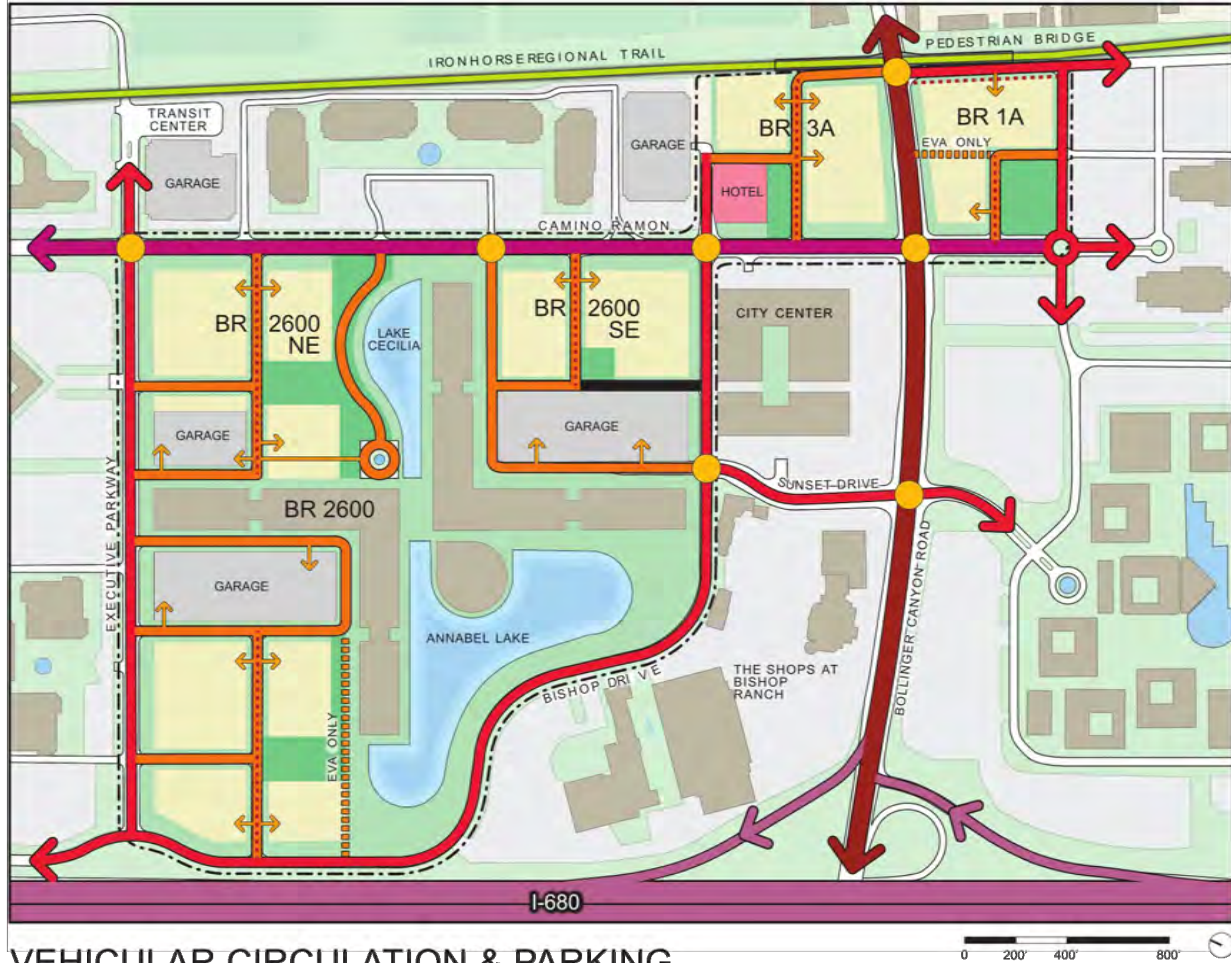 IRONHORSE REGIONAL TRAIL
PEDESTRIAN BRIDGE
TRANSIT
CENTER
GARAGE
GARAGE
BR 3A
BR 1A
EVA ONLY
HOTEL
CAMINO RAMON
BR 2600
NE
LAKE
CECILIA
BR 2600
SE
CITY CENTER
GARAGE
GARAGE
EXECUTIVE PARKWAY
SUNSET DRIVE
BR 2600
GARAGE
ANNABEL LAKE
BOLLINGER CANYON ROAD
THE SHOPS AT
BISHOP
RANCH
BISHOP DRIVE
EVA ONLY
I-680
VEHICULAR CIRCULATION & PARKING
0 200' 400' 800'